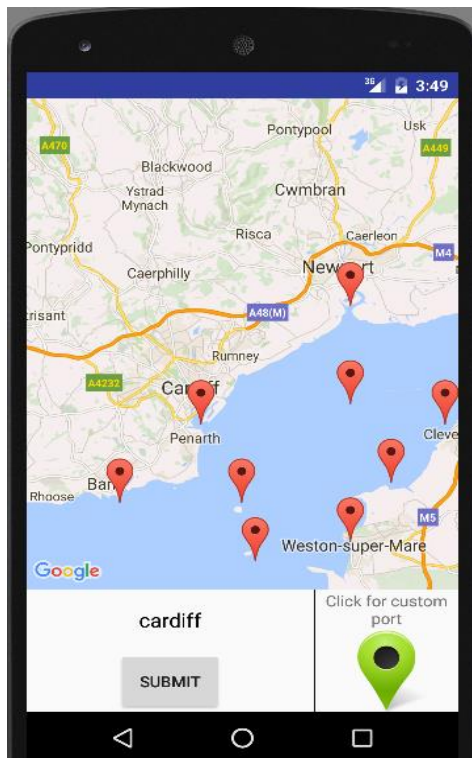 3G 3:49
Pontypool
Usk
A470
A449
Blackwood
Ystrad
Mynach
Cwmbran
Risca
Caerleon
Pontypridd
M4
Caerphilly
Newport
trisant
A48(M)
Rumney
A4232
Cardiff
Penarth
Cleve
Bar
Rhoose
M5
Weston-super-Mare
Google
cardiff
SUBMIT
Click for custom
port